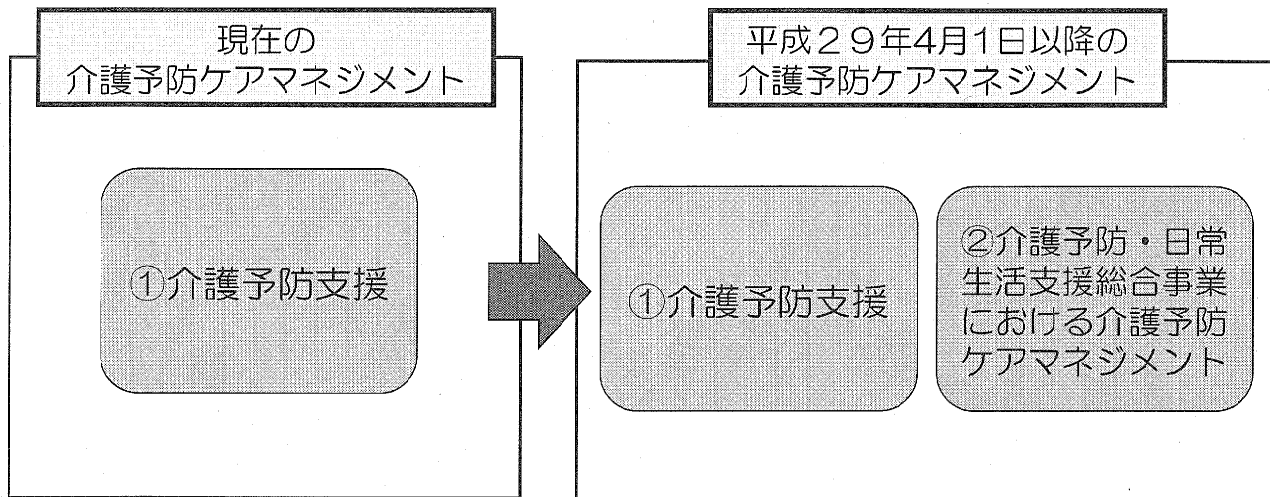 現在の
介護予防ケアマネジメント
①介護予防支援
平成２９年4月1日以降の
介護予防ケアマネジメント
①介護予防支援
②介護予防・日常
生活支援総合事業
における介護予防
ケアマネジメント